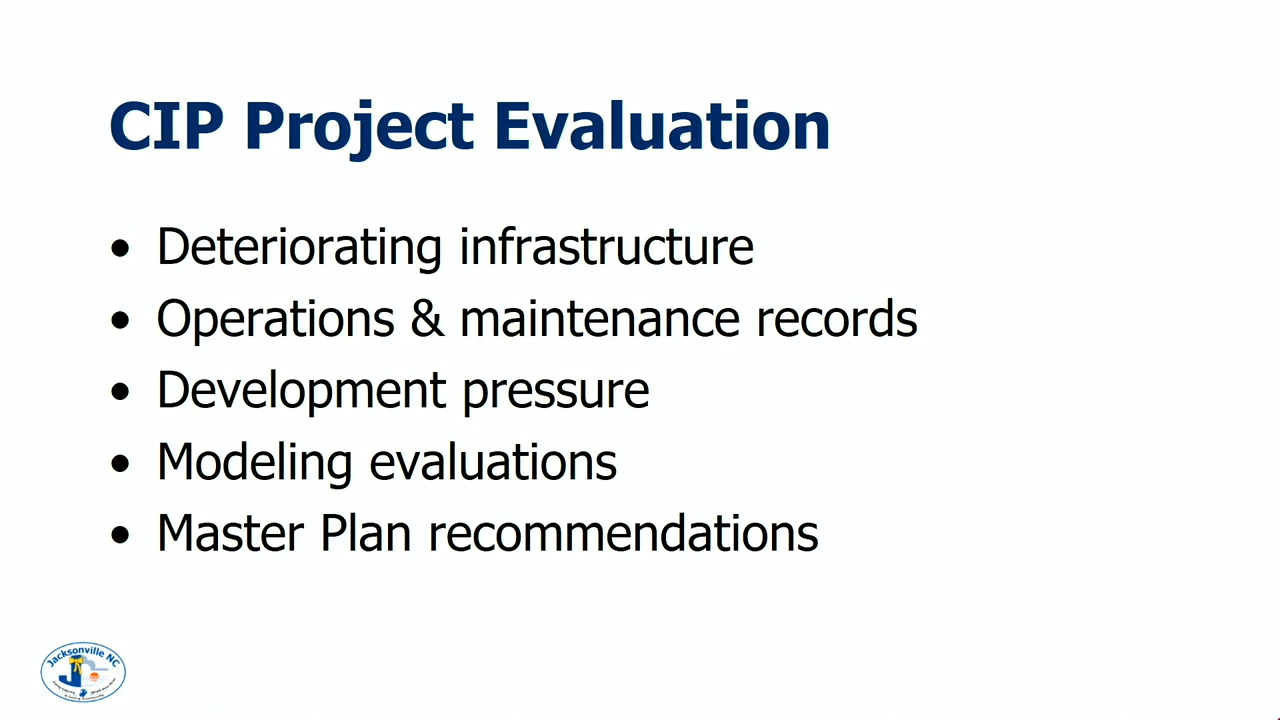 CIP Project Evaluation
• Deteriorating infrastructure
• Operations & maintenance records
• Development pressure
• Modeling evaluations
• Master Plan recommendations
Jacksonville NC